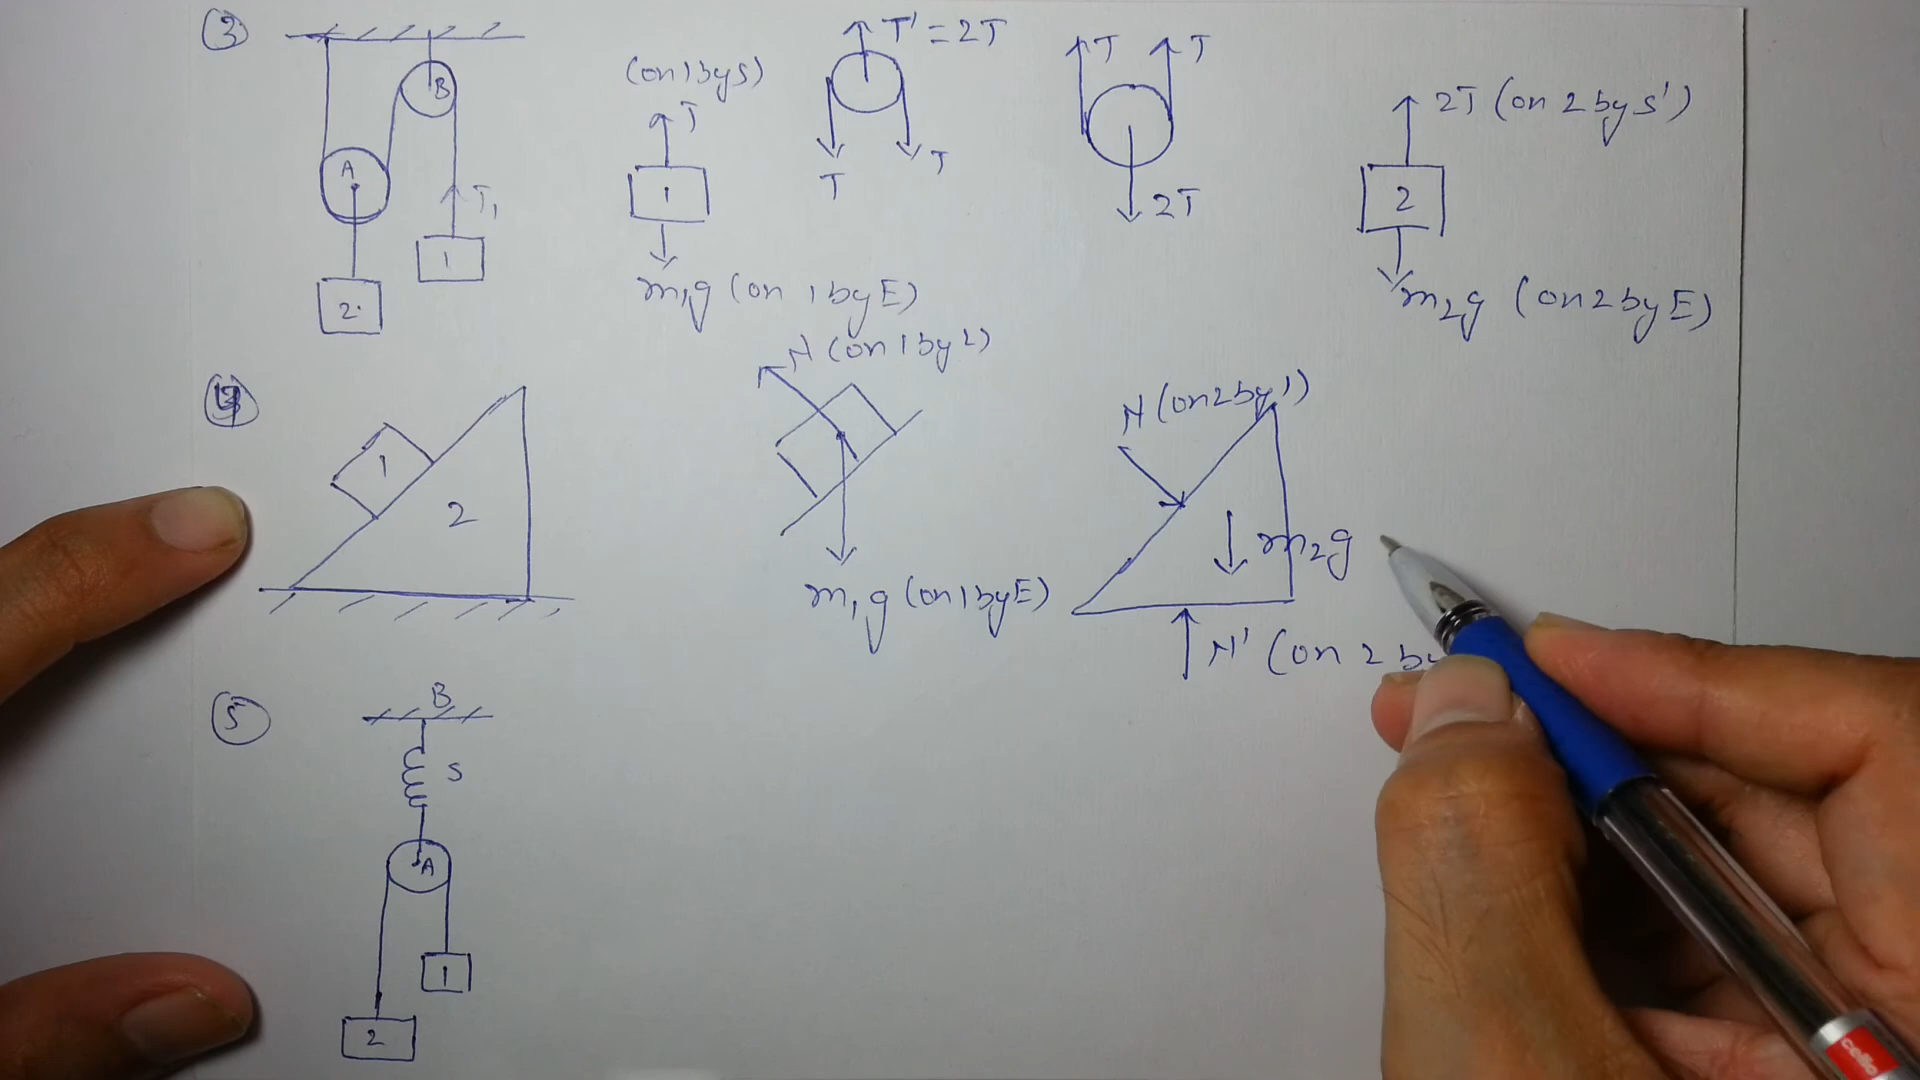 ③
B
A
T₁
1
2
(on 1 by S)
T
1
m₁g (on 1 by E)
T' = 2T
T
T
T
T
2T
2T (on 2 by S')
2
m₂g (on 2 by E)
④
1
2
N (on 1 by 2)
m₁g (on 1 by E)
N (on 2 by 1)
m₂g
N' (on 2 by
⑤
B
S
A
1
2
cello